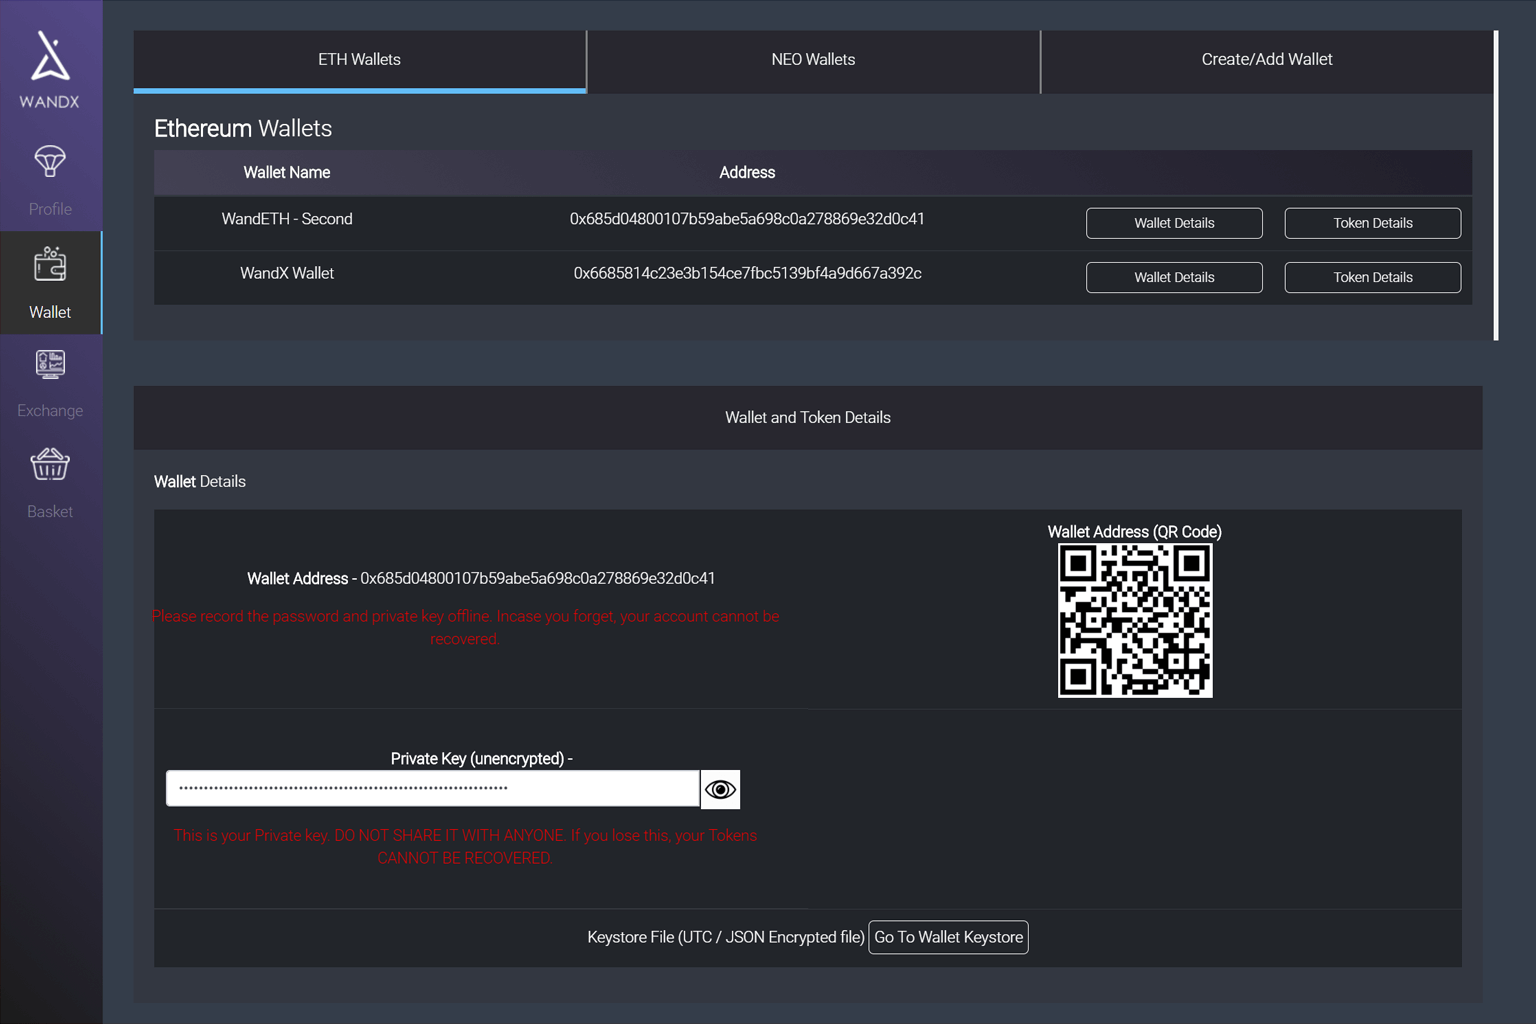 WANDX
Profile
Wallet
Exchange
Basket
ETH Wallets
NEO Wallets
Create/Add Wallet
Ethereum Wallets
Wallet Name
Address
WandETH - Second
0x685d04800107b59abe5a698c0a278869e32d0c41
Wallet Details
Token Details
WandX Wallet
0x6685814c23e3b154ce7fbc5139bf4a9d667a392c
Wallet Details
Token Details
Wallet and Token Details
Wallet Details
Wallet Address - 0x685d04800107b59abe5a698c0a278869e32d0c41
Please record the password and private key offline. Incase you forget, your account cannot be
recovered.
Wallet Address (QR Code)
Private Key (unencrypted) -
This is your Private key. DO NOT SHARE IT WITH ANYONE. If you lose this, your Tokens
CANNOT BE RECOVERED.
Keystore File (UTC / JSON Encrypted file)
Go To Wallet Keystore